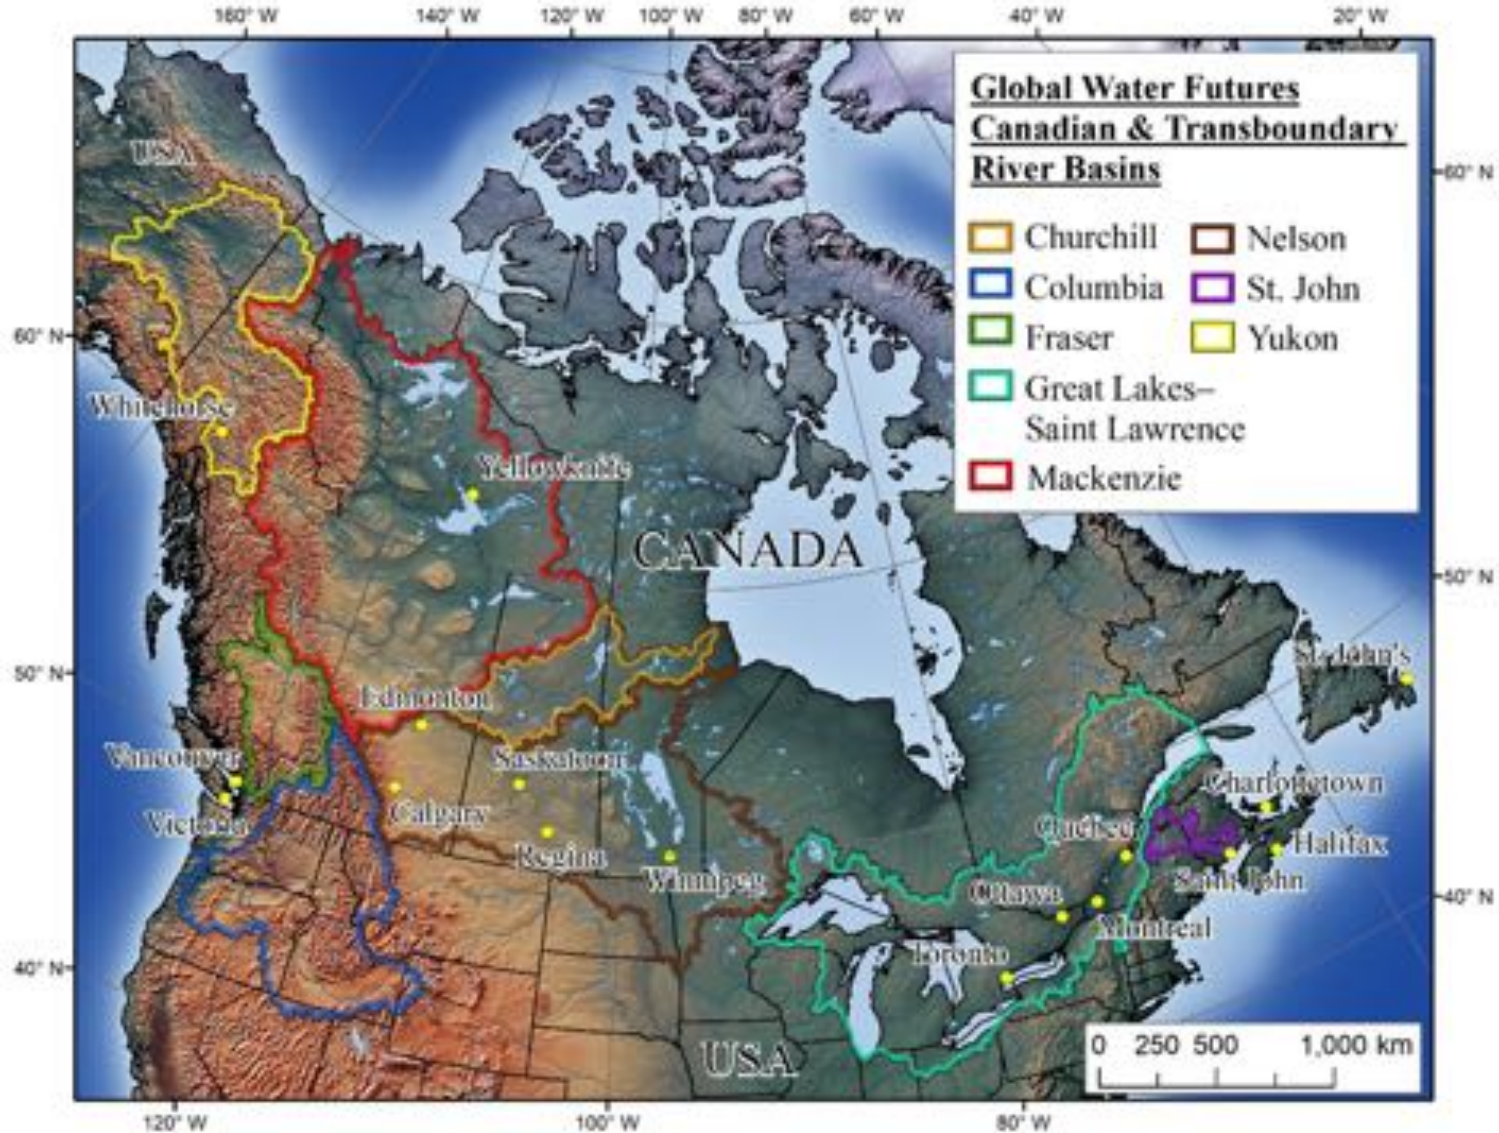 160° W 140° W 120° W 100° W 80° W 60° W 40° W 20° W
Global Water Futures
Canadian & Transboundary
River Basins
Churchill
Columbia
Fraser
Great Lakes–
Saint Lawrence
Mackenzie
Nelson
St. John
Yukon
USA
60° N
60° N
Whitehorse
Yellowknife
CANADA
50° N
50° N
St. John's
Edmonton
Vancouver
Saskatoon
Charlottetown
Victoria
Calgary
Québec
Halifax
Regina
Winnipeg
Saint John
Ottawa
40° N
Montreal
Toronto
40° N
USA
0 250 500 1,000 km
120° W 100° W 80° W